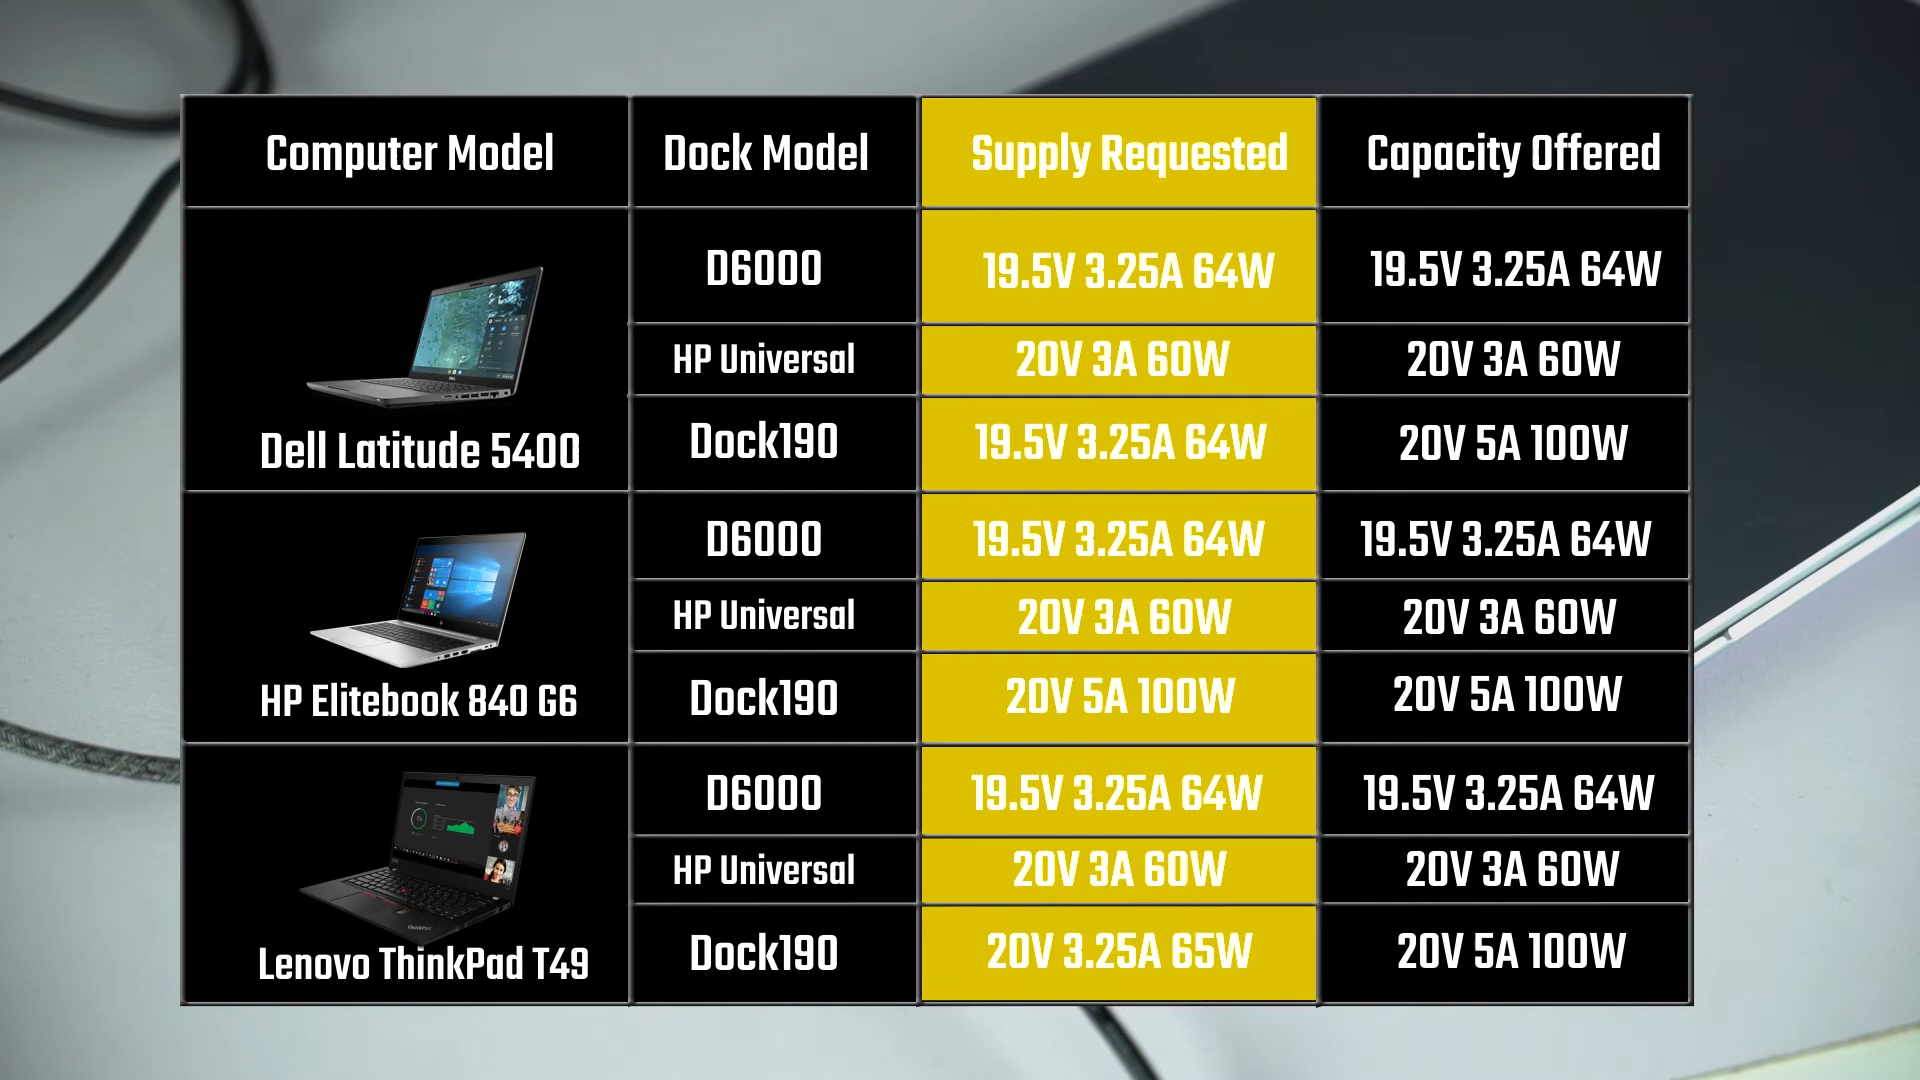 Computer Model Dock Model Supply Requested Capacity Offered
D6000 19.5V 3.25A 64W 19.5V 3.25A 64W
HP Universal 20V 3A 60W 20V 3A 60W
Dell Latitude 5400 Dock190 19.5V 3.25A 64W 20V 5A 100W
D6000 19.5V 3.25A 64W 19.5V 3.25A 64W
HP Universal 20V 3A 60W 20V 3A 60W
HP Elitebook 840 G6 Dock190 20V 5A 100W 20V 5A 100W
D6000 19.5V 3.25A 64W 19.5V 3.25A 64W
HP Universal 20V 3A 60W 20V 3A 60W
Lenovo ThinkPad T49 Dock190 20V 3.25A 65W 20V 5A 100W